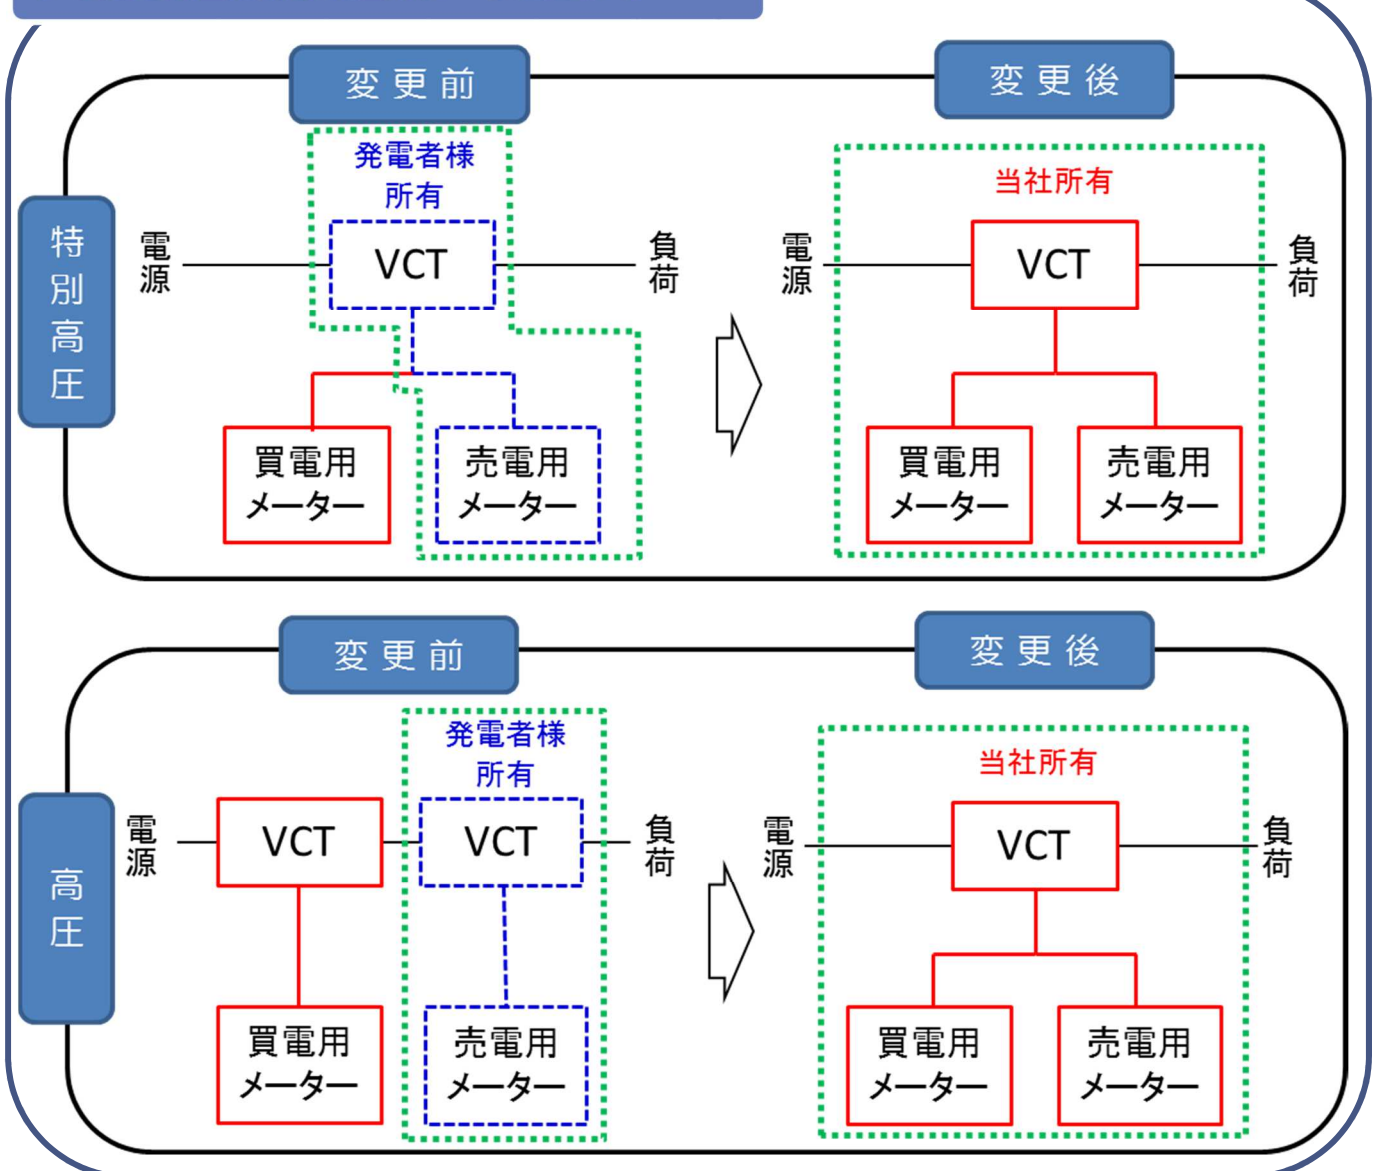 変更前
変更後
特別高圧
発電者様
所有
電源
VCT
負荷
買電用
メーター
売電用
メーター
当社所有
電源
VCT
負荷
買電用
メーター
売電用
メーター
変更前
変更後
高圧
発電者様
所有
電源
VCT
VCT
負荷
買電用
メーター
売電用
メーター
当社所有
電源
VCT
負荷
買電用
メーター
売電用
メーター